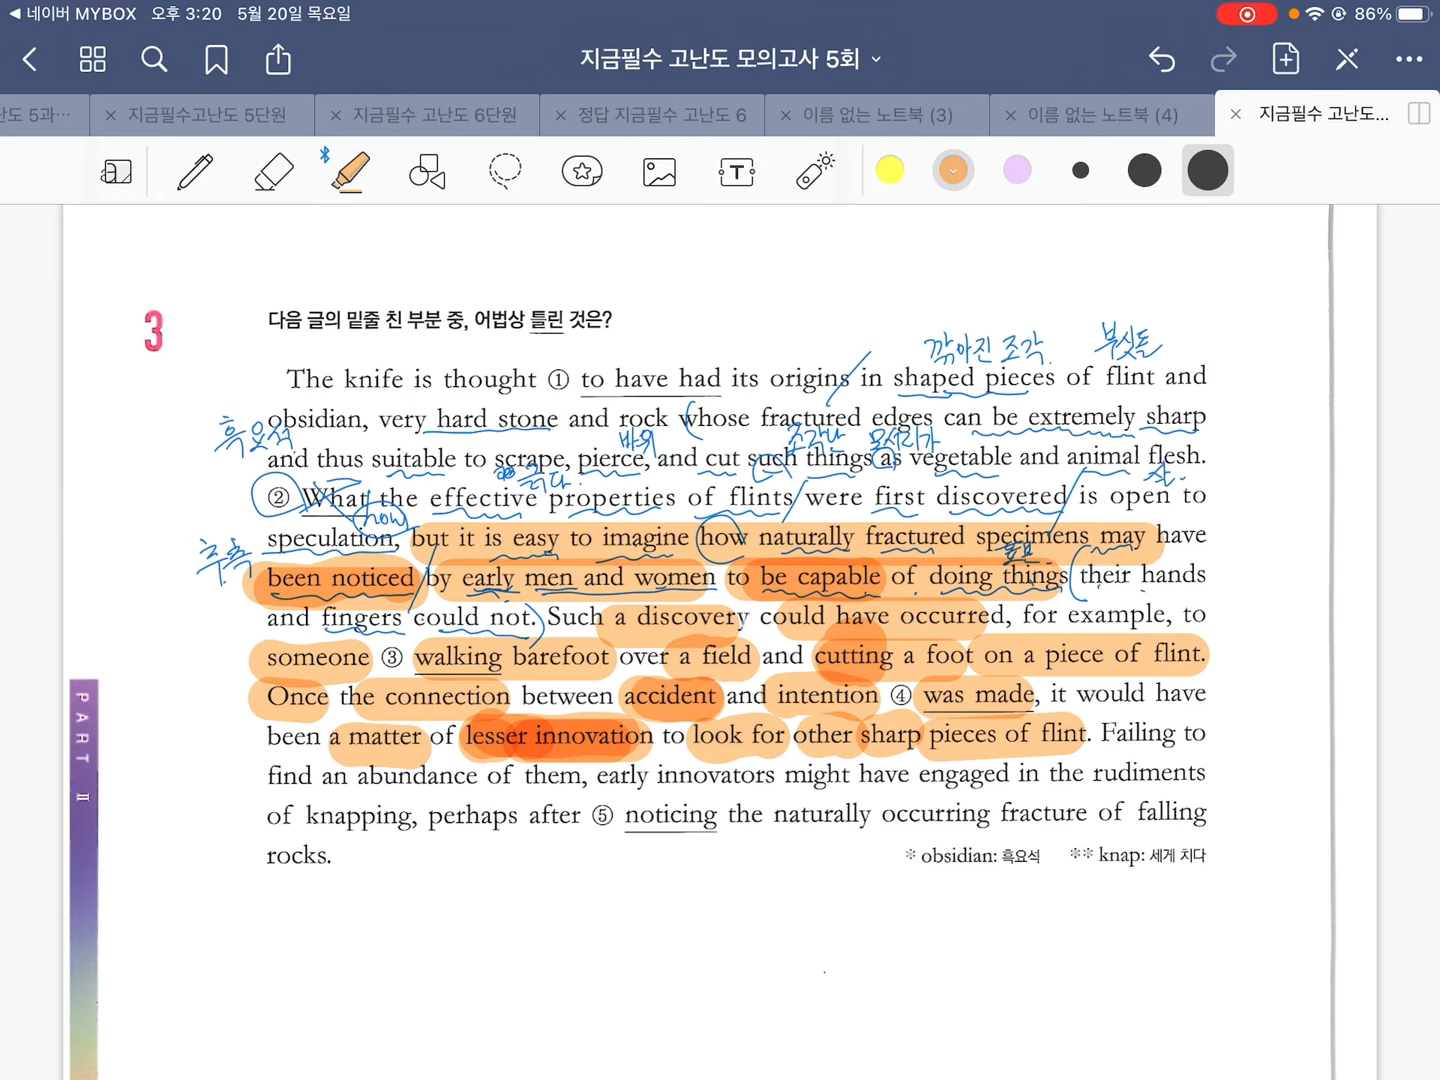 네이버 MYBOX 오후 3:20 5월 20일 목요일 86%
지금필수 고난도 모의고사 5회
난도 5과… 지금필수고난도 5단원 지금필수 고난도 6단원 정답 지금필수 고난도 6 이름 없는 노트북 (3) 이름 없는 노트북 (4) 지금필수 고난도...
3 다음 글의 밑줄 친 부분 중, 어법상 틀린 것은?
깎아진 조각 부싯돌
The knife is thought ① to have had its origins in shaped pieces of flint and
obsidian, very hard stone and rock whose fractured edges can be extremely sharp
흑요석 바위 조각난 모서리가
and thus suitable to scrape, pierce, and cut such things as vegetable and animal flesh.
긁다. 살.
② What the effective properties of flints were first discovered is open to
how
speculation, but it is easy to imagine how naturally fractured specimens may have
추측 표본
been noticed by early men and women to be capable of doing things their hands
and fingers could not. Such a discovery could have occurred, for example, to
someone ③ walking barefoot over a field and cutting a foot on a piece of flint.
Once the connection between accident and intention ④ was made, it would have
been a matter of lesser innovation to look for other sharp pieces of flint. Failing to
find an abundance of them, early innovators might have engaged in the rudiments
of knapping, perhaps after ⑤ noticing the naturally occurring fracture of falling
rocks.
* obsidian: 흑요석 ** knap: 세게 치다
PART Ⅱ